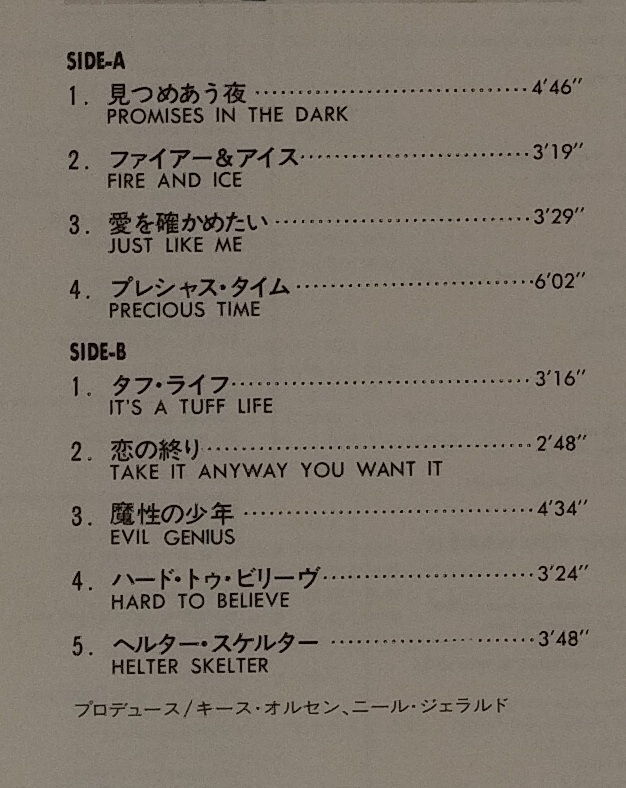 SIDE-A
1. 見つめあう夜 ································ 4′46″
PROMISES IN THE DARK
2. ファイアー&アイス ··························· 3′19″
FIRE AND ICE
3. 愛を確かめたい ······························ 3′29″
JUST LIKE ME
4. プレシャス・タイム ··························· 6′02″
PRECIOUS TIME
SIDE-B
1. タフ・ライフ ·································· 3′16″
IT'S A TUFF LIFE
2. 恋の終り ······································ 2′48″
TAKE IT ANYWAY YOU WANT IT
3. 魔性の少年 ·································· 4′34″
EVIL GENIUS
4. ハード・トゥ・ビリーヴ ························ 3′24″
HARD TO BELIEVE
5. ヘルター・スケルター ························ 3′48″
HELTER SKELTER
プロデュース/キース・オルセン、ニール・ジェラルド